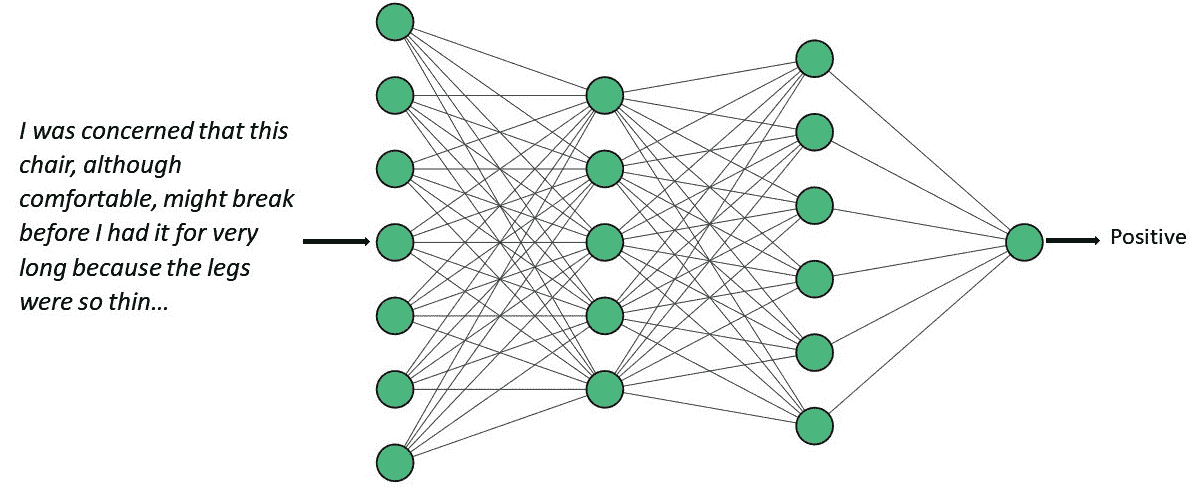 I was concerned that this
chair, although
comfortable, might break
before I had it for very
long because the legs
were so thin...
Positive